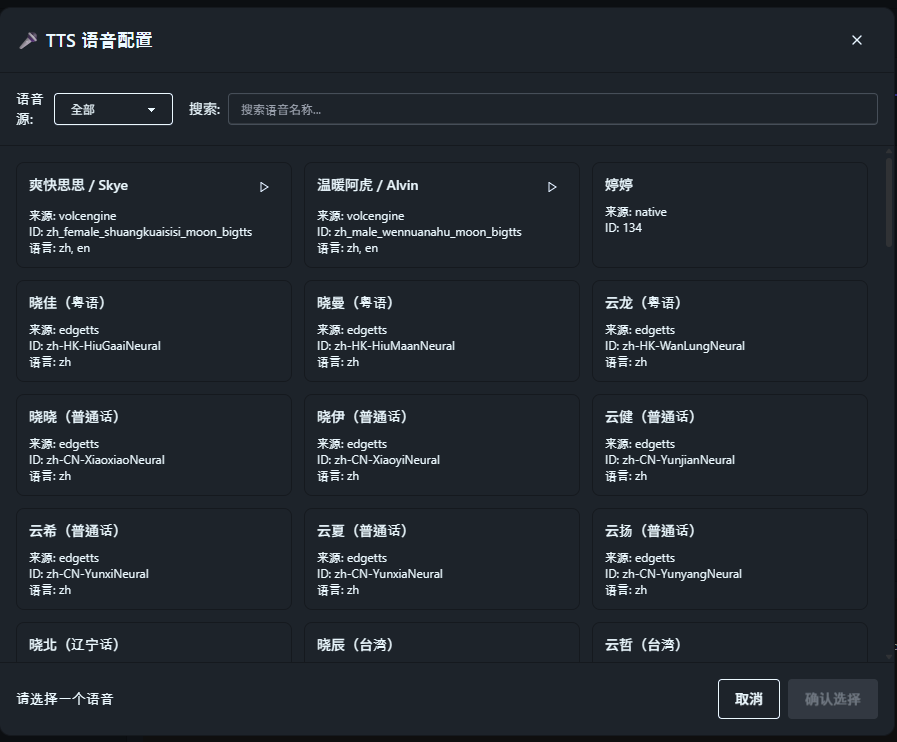 TTS 语音配置
语音源:
全部
搜索:
搜索语音名称...
爽快思思 / Skye
来源: volcengine
ID: zh_female_shuangkuaisisi_moon_bigtts
语言: zh, en
温暖阿虎 / Alvin
来源: volcengine
ID: zh_male_wennuanahu_moon_bigtts
语言: zh, en
婷婷
来源: native
ID: 134
晓佳（粤语）
来源: edgetts
ID: zh-HK-HiuGaaiNeural
语言: zh
晓曼（粤语）
来源: edgetts
ID: zh-HK-HiuMaanNeural
语言: zh
云龙（粤语）
来源: edgetts
ID: zh-HK-WanLungNeural
语言: zh
晓晓（普通话）
来源: edgetts
ID: zh-CN-XiaoxiaoNeural
语言: zh
晓伊（普通话）
来源: edgetts
ID: zh-CN-XiaoyiNeural
语言: zh
云健（普通话）
来源: edgetts
ID: zh-CN-YunjianNeural
语言: zh
云希（普通话）
来源: edgetts
ID: zh-CN-YunxiNeural
语言: zh
云夏（普通话）
来源: edgetts
ID: zh-CN-YunxiaNeural
语言: zh
云扬（普通话）
来源: edgetts
ID: zh-CN-YunyangNeural
语言: zh
晓北（辽宁话）
晓辰（台湾）
云哲（台湾）
请选择一个语音
取消
确认选择